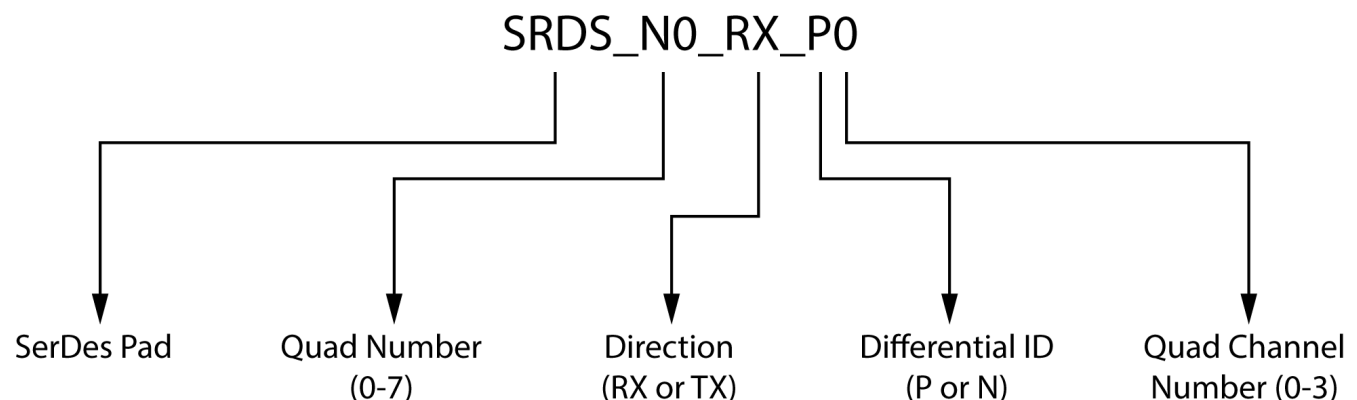 SRDS_N0_RX_P0
SerDes Pad
Quad Number
(0-7)
Direction
(RX or TX)
Differential ID
(P or N)
Quad Channel
Number (0-3)